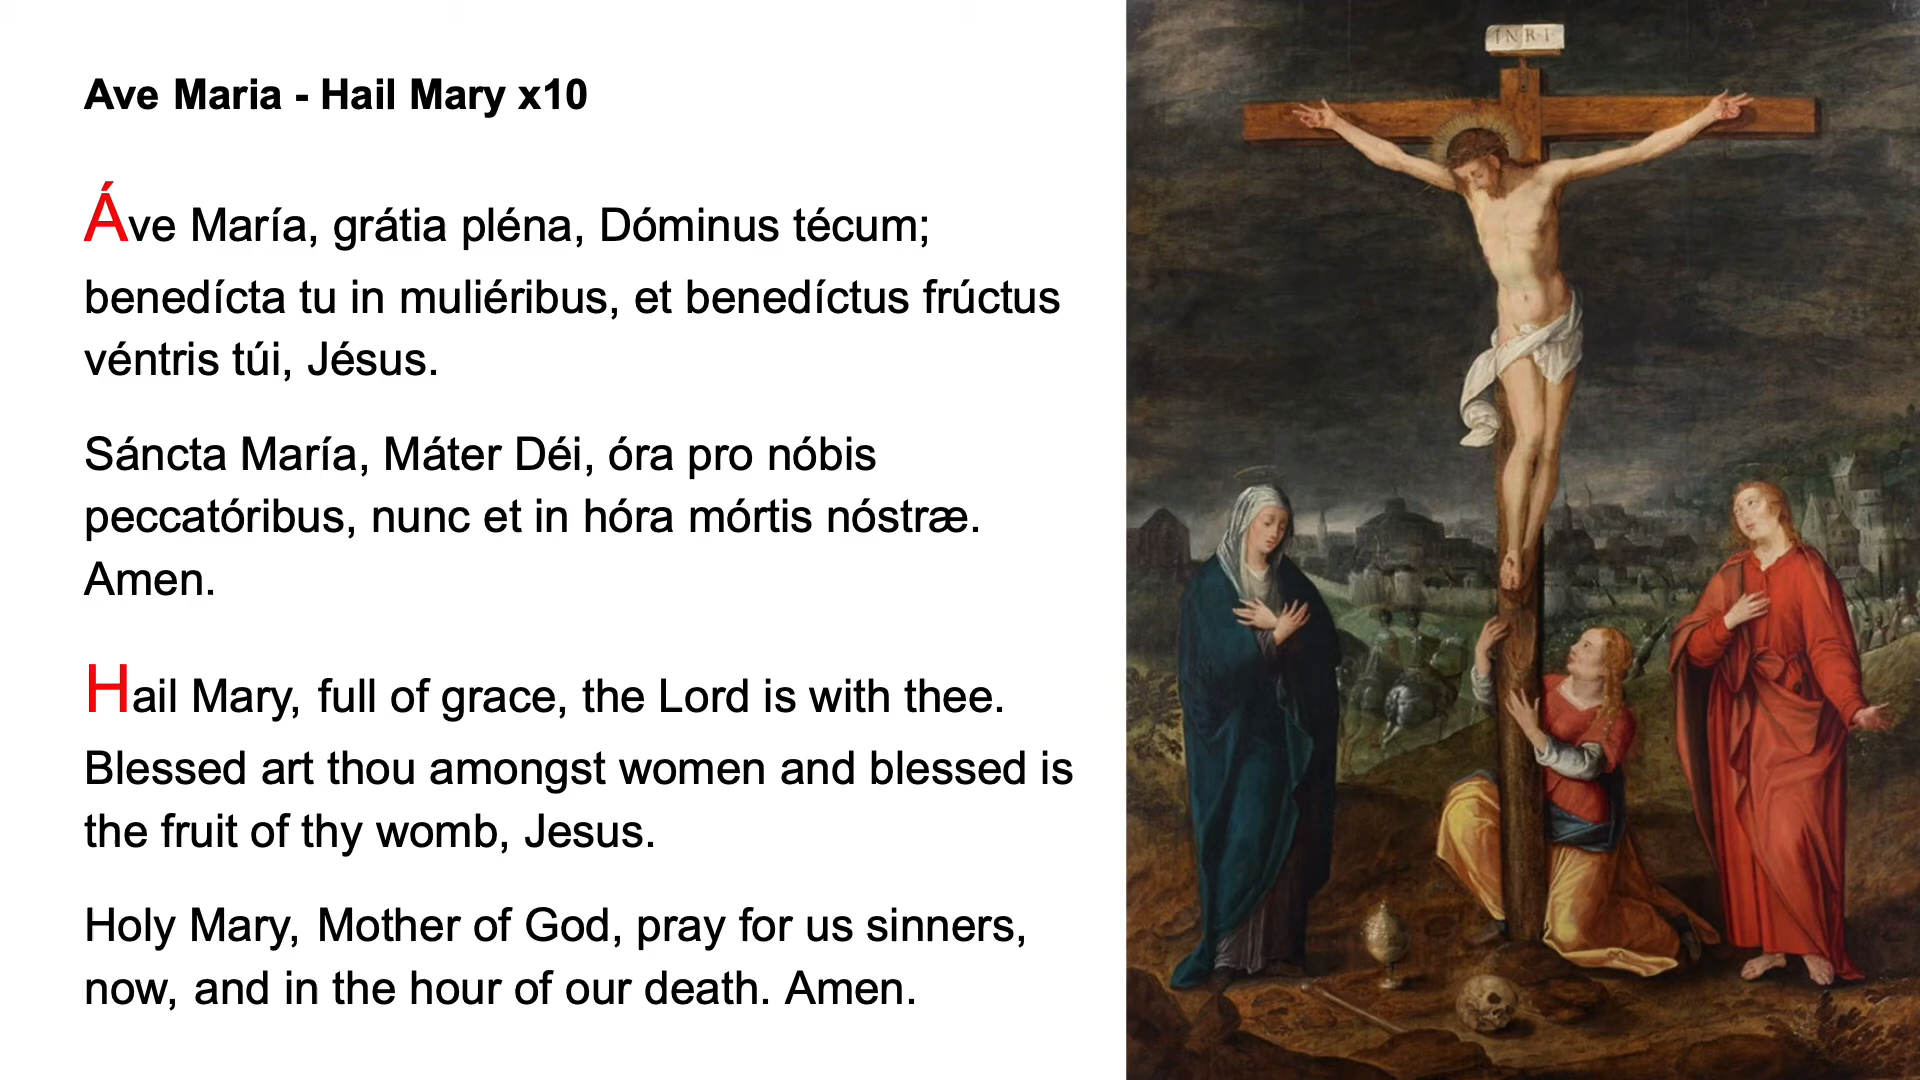 Ave Maria - Hail Mary x10
Áve María, grátia pléna, Dóminus técum;
benedícta tu in muliéribus, et benedíctus frúctus
véntris túi, Jésus.
Sáncta María, Máter Déi, óra pro nóbis
peccatóribus, nunc et in hóra mórtis nóstræ.
Amen.
Hail Mary, full of grace, the Lord is with thee.
Blessed art thou amongst women and blessed is
the fruit of thy womb, Jesus.
Holy Mary, Mother of God, pray for us sinners,
now, and in the hour of our death. Amen.
INRI